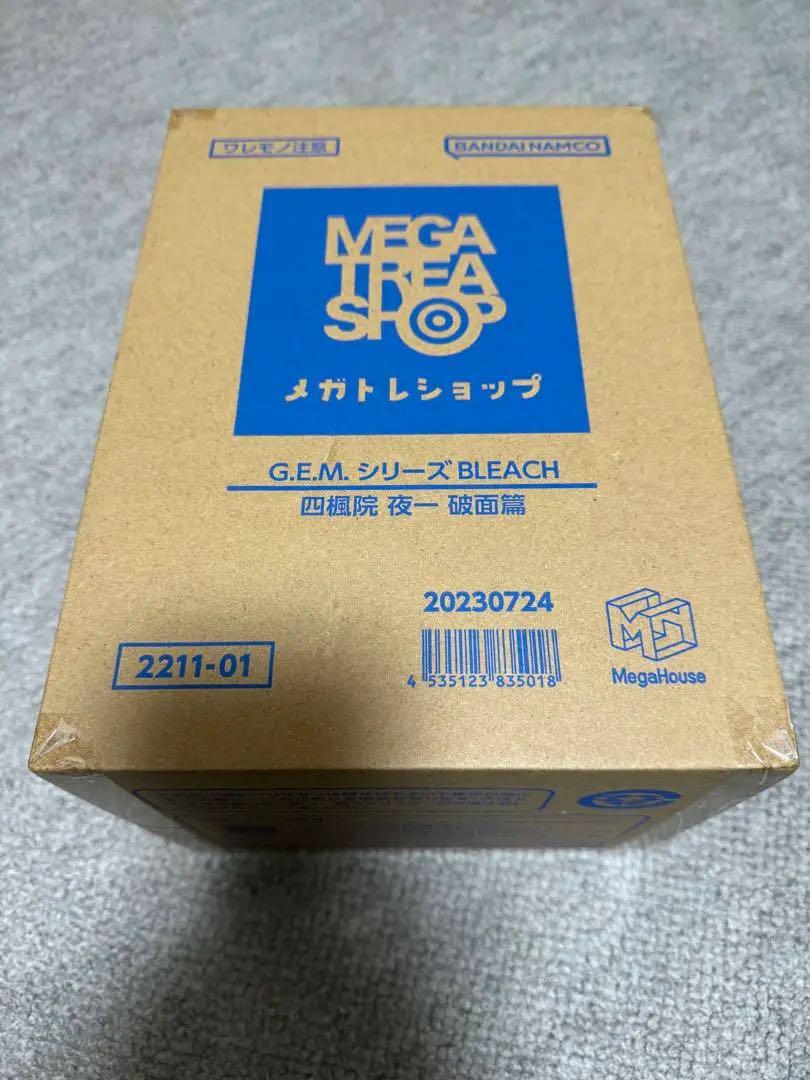 ワレモノ注意
BANDAI NAMCO
MEGA
TREA
SHOP
メガトレショップ
G.E.M. シリーズ BLEACH
四楓院 夜一 破面篇
20230724
2211-01
4 535123 835018
MegaHouse